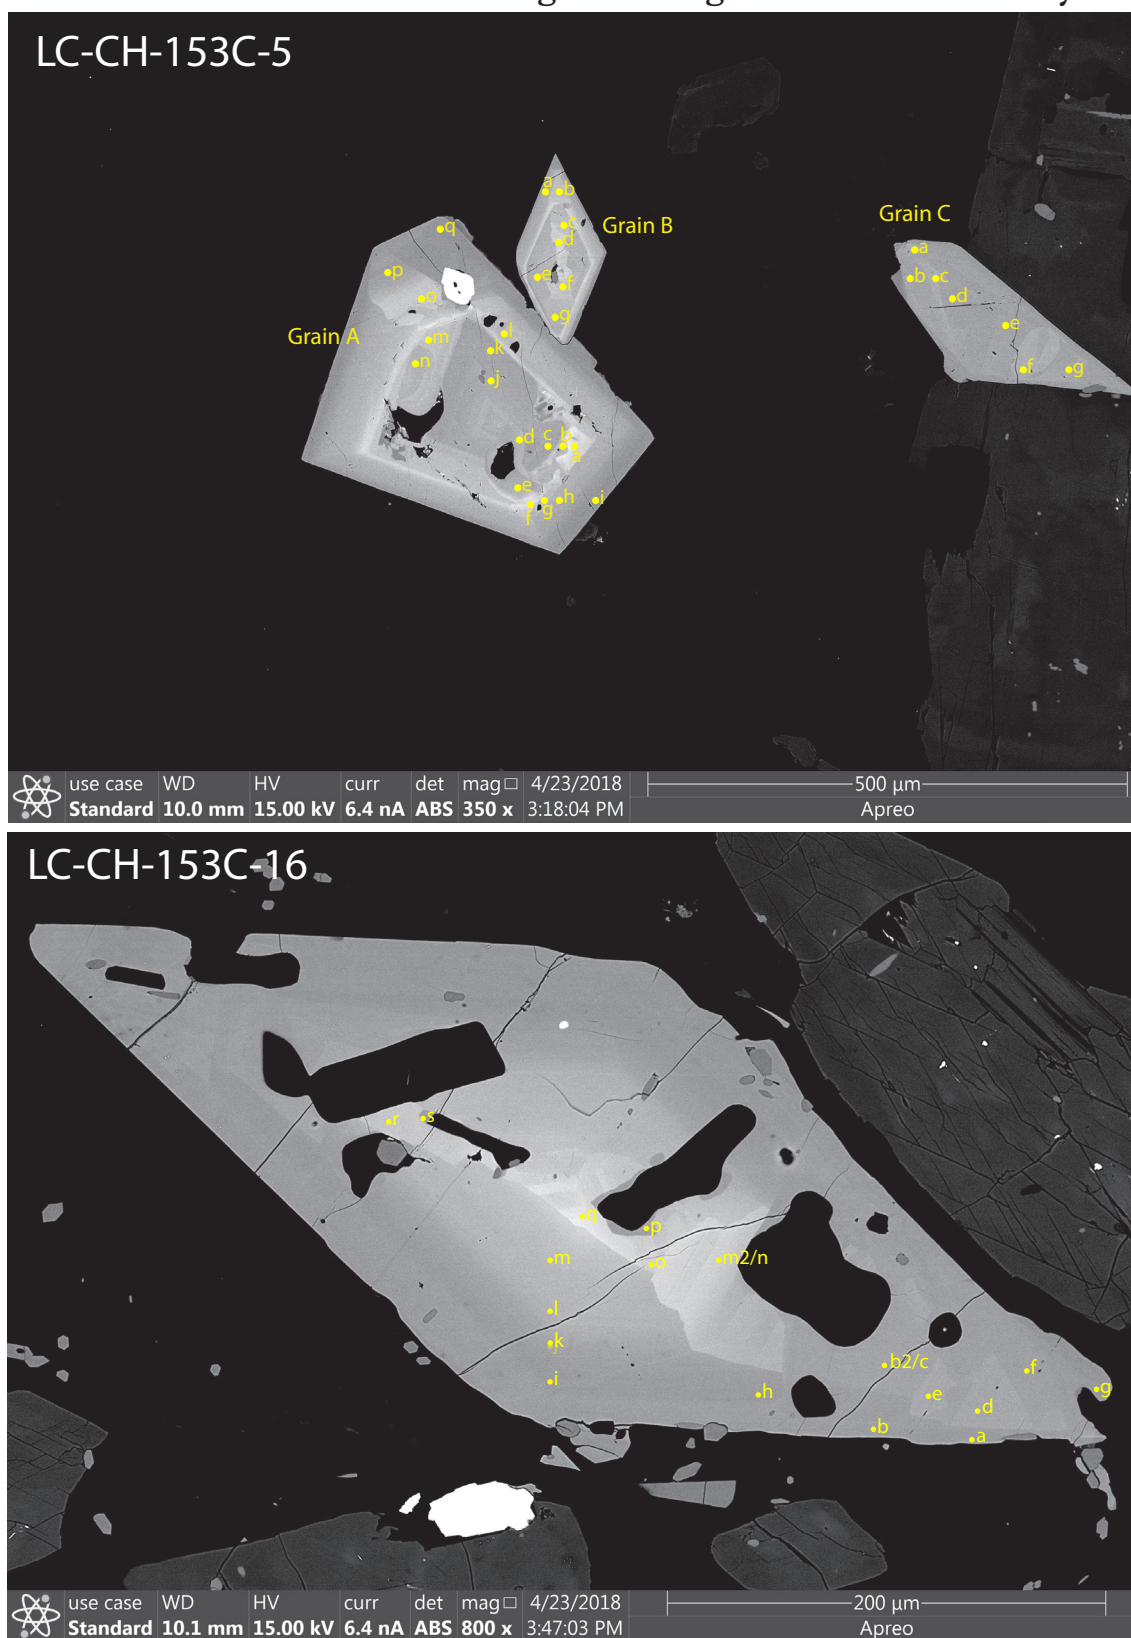 LC-CH-153C-5
a b
c
Grain B
d
e
f
g
Grain C
a
b c
d
e
f g
q
p
o
Grain A
m
l
k
n
j
d c b
a
e
g h i
f
use case WD HV curr det mag □ 4/23/2018 500 µm
Standard 10.0 mm 15.00 kV 6.4 nA ABS 350 x 3:18:04 PM Apreo
LC-CH-153C-16
r s
q
p
m o m2/n
l
k
b2/c
i h f
e g
d
b a
use case WD HV curr det mag □ 4/23/2018 200 µm
Standard 10.1 mm 15.00 kV 6.4 nA ABS 800 x 3:47:03 PM Apreo